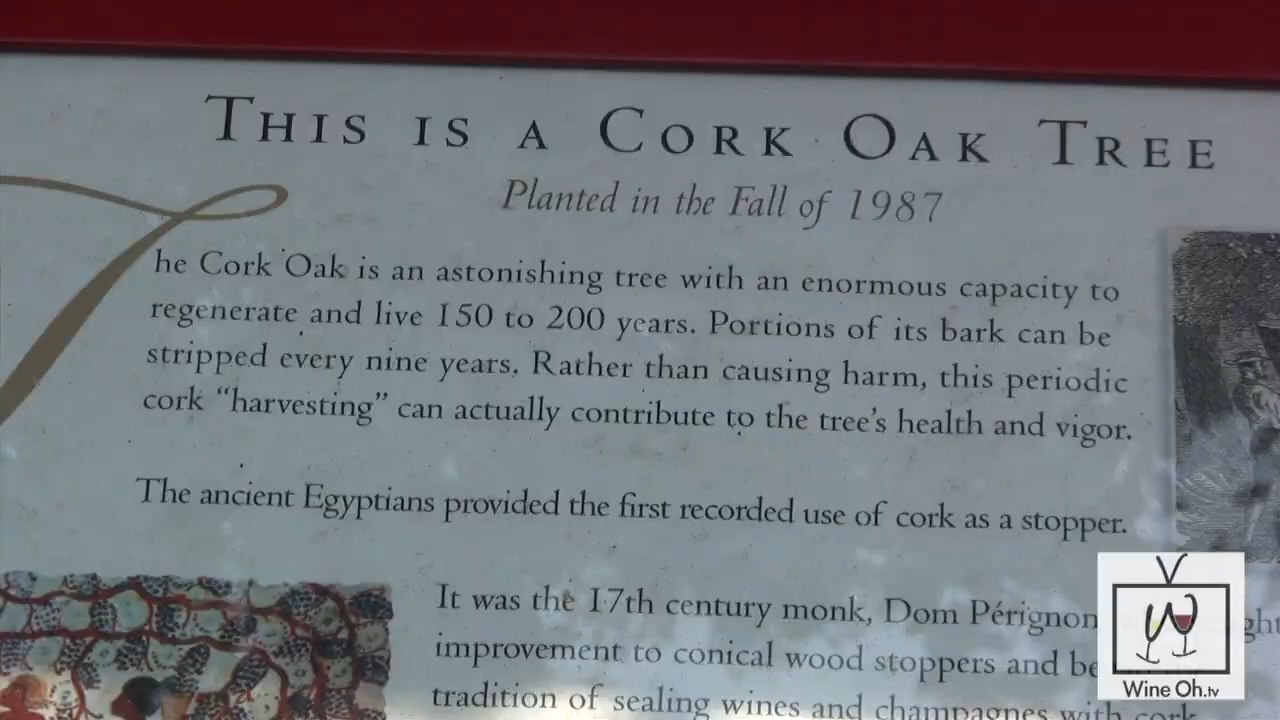 THIS IS A CORK OAK TREE
Planted in the Fall of 1987
The Cork Oak is an astonishing tree with an enormous capacity to
regenerate and live 150 to 200 years. Portions of its bark can be
stripped every nine years. Rather than causing harm, this periodic
cork “harvesting” can actually contribute to the tree’s health and vigor.
The ancient Egyptians provided the first recorded use of cork as a stopper.
It was the 17th century monk, Dom Pérignon
improvement to conical wood stoppers and
tradition of sealing wines and champagnes with cork
Wine Oh.tv